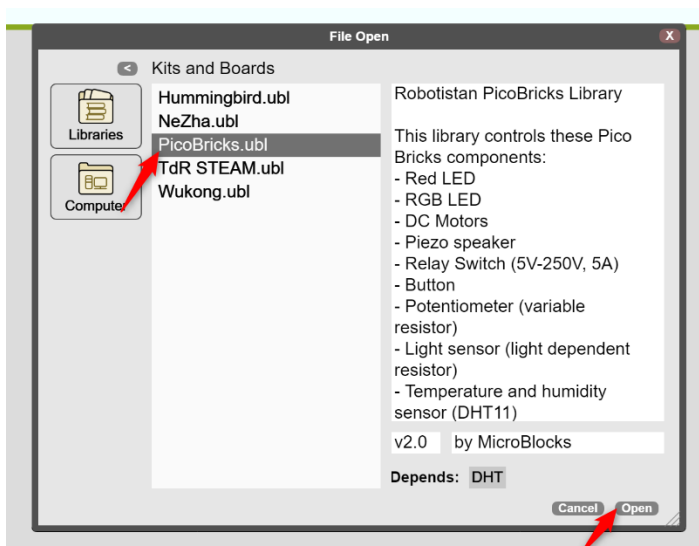 File Open
X
<
Kits and Boards
Libraries
Computer
Hummingbird.ubl
NeZha.ubl
PicoBricks.ubl
TdR STEAM.ubl
Wukong.ubl
Robotistan PicoBricks Library
This library controls these Pico
Bricks components:
- Red LED
- RGB LED
- DC Motors
- Piezo speaker
- Relay Switch (5V-250V, 5A)
- Button
- Potentiometer (variable
resistor)
- Light sensor (light dependent
resistor)
- Temperature and humidity
sensor (DHT11)
v2.0 by MicroBlocks
Depends: DHT
Cancel Open